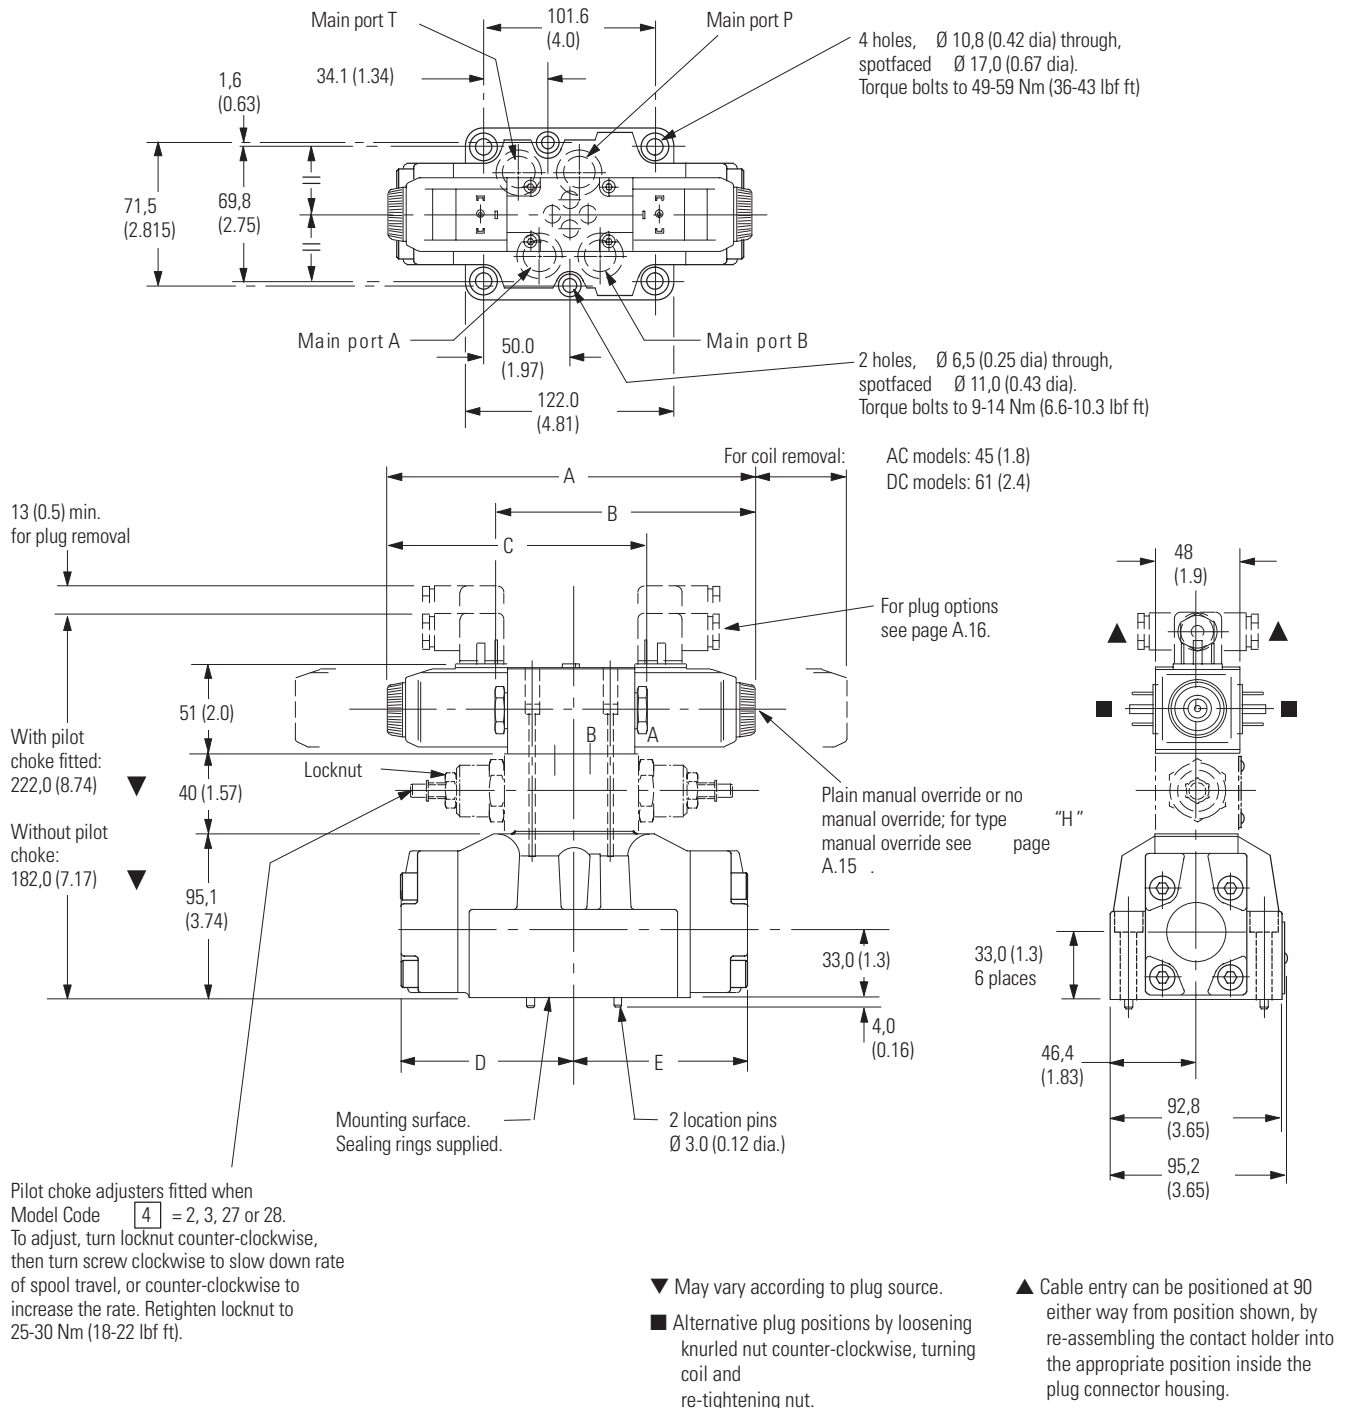 Main port T
101.6
(4.0)
Main port P
4 holes, Ø 10,8 (0.42 dia) through,
spotfaced Ø 17,0 (0.67 dia).
Torque bolts to 49-59 Nm (36-43 lbf ft)
34.1 (1.34)
1,6
(0.63)
71,5
(2.815)
69,8
(2.75)
=
=
Main port A
50.0
(1.97)
Main port B
122.0
(4.81)
2 holes, Ø 6,5 (0.25 dia) through,
spotfaced Ø 11,0 (0.43 dia).
Torque bolts to 9-14 Nm (6.6-10.3 lbf ft)
For coil removal:
AC models: 45 (1.8)
DC models: 61 (2.4)
A
B
C
13 (0.5) min.
for plug removal
48
(1.9)
For plug options
see page A.16.
▲
▲
51 (2.0)
■
■
With pilot
choke fitted:
222,0 (8.74) ▼
B
A
Locknut
40 (1.57)
Plain manual override or no
manual override; for type "H"
manual override see page
A.15 .
Without pilot
choke:
182,0 (7.17) ▼
95,1
(3.74)
33,0 (1.3)
33,0 (1.3)
6 places
4,0
(0.16)
D
E
46,4
(1.83)
92,8
(3.65)
95,2
(3.65)
Mounting surface.
Sealing rings supplied.
2 location pins
Ø 3.0 (0.12 dia.)
Pilot choke adjusters fitted when
Model Code 4 = 2, 3, 27 or 28.
To adjust, turn locknut counter-clockwise,
then turn screw clockwise to slow down rate
of spool travel, or counter-clockwise to
increase the rate. Retighten locknut to
25-30 Nm (18-22 lbf ft).
▼ May vary according to plug source.
■ Alternative plug positions by loosening
knurled nut counter-clockwise, turning
coil and
re-tightening nut.
▲ Cable entry can be positioned at 90
either way from position shown, by
re-assembling the contact holder into
the appropriate position inside the
plug connector housing.